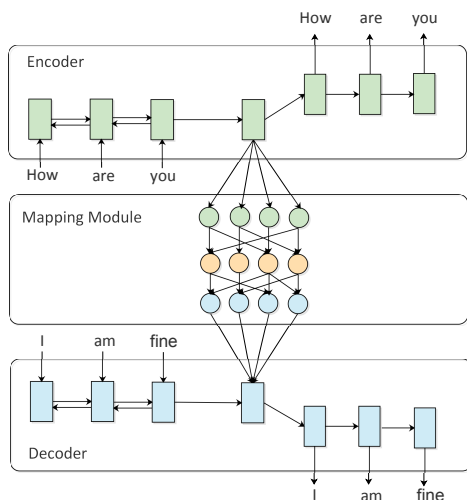 How are you
Encoder
How are you
Mapping Module
I am fine
Decoder
I am fine